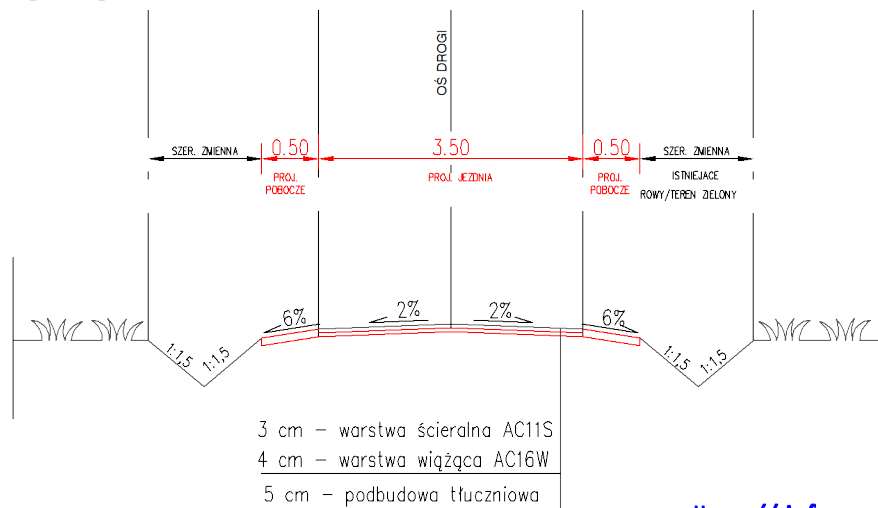 OŚ DROGI
SZER. ZMIENNA
0.50
3.50
0.50
SZER. ZMIENNA
PROJ.
POBOCZE
PROJ. JEZDNIA
PROJ.
POBOCZE
ISTNIEJACE
ROWY/TEREN ZIELONY
6%
2%
2%
6%
1:1,5
1:1,5
1:1,5
1:1,5
3 cm – warstwa ścieralna AC11S
4 cm – warstwa wiążąca AC16W
5 cm – podbudowa tłuczniowa